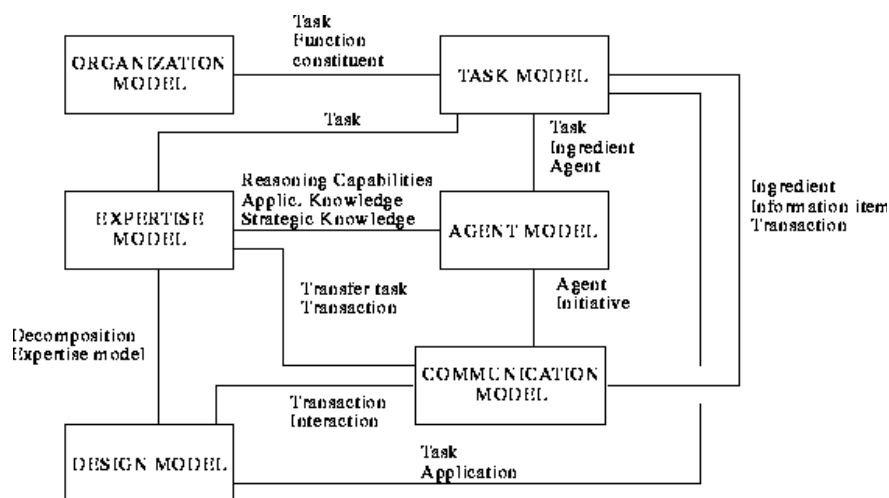 Task
Function
constituent
ORGANIZATION
MODEL
TASK MODEL
Task
Task
Ingredient
Agent
Reasoning Capabilities
Applic. Knowledge
Strategic Knowledge
Ingredient
Information item
Transaction
EXPERTISE
MODEL
AGENT MODEL
Transfer task
Transaction
Agent
Initiative
Decomposition
Expertise model
COMMUNICATION
MODEL
Transaction
Interaction
DESIGN MODEL
Task
Application